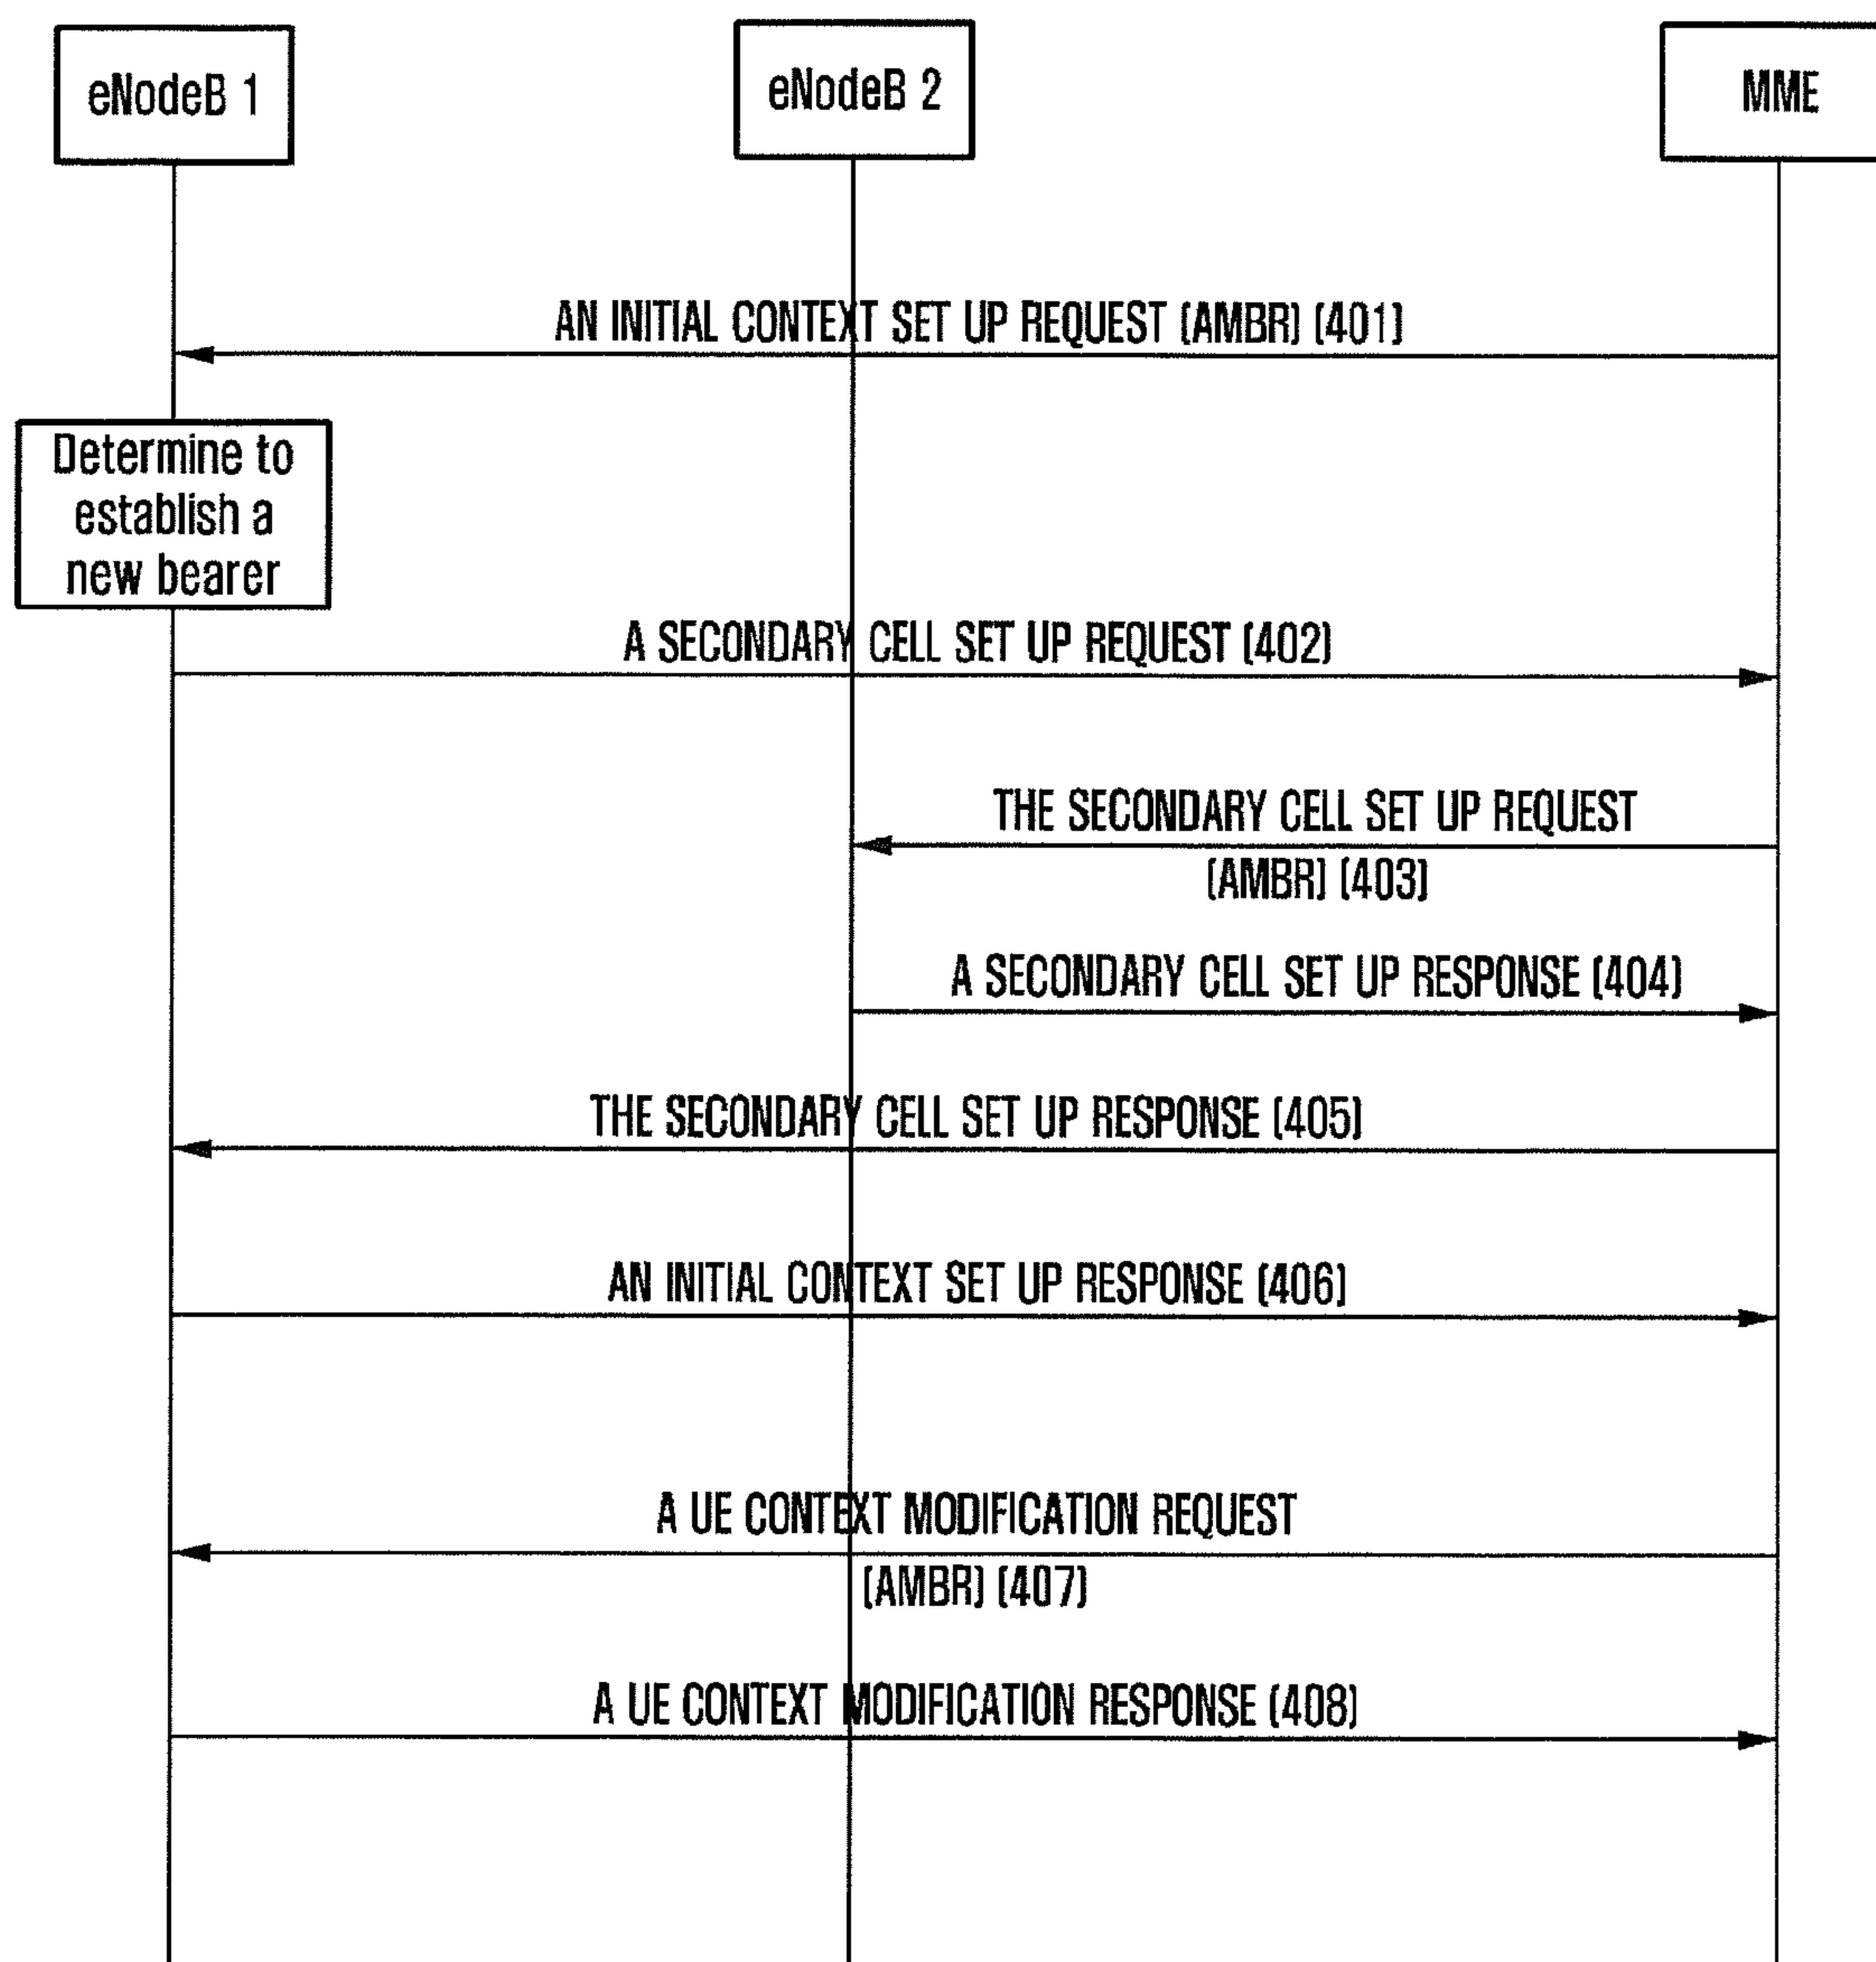 eNodeB 1
eNodeB 2
MME
AN INITIAL CONTEXT SET UP REQUEST (AMBR) (401)
Determine to
establish a
new bearer
A SECONDARY CELL SET UP REQUEST (402)
THE SECONDARY CELL SET UP REQUEST
(AMBR) (403)
A SECONDARY CELL SET UP RESPONSE (404)
THE SECONDARY CELL SET UP RESPONSE (405)
AN INITIAL CONTEXT SET UP RESPONSE (406)
A UE CONTEXT MODIFICATION REQUEST
(AMBR) (407)
A UE CONTEXT MODIFICATION RESPONSE (408)